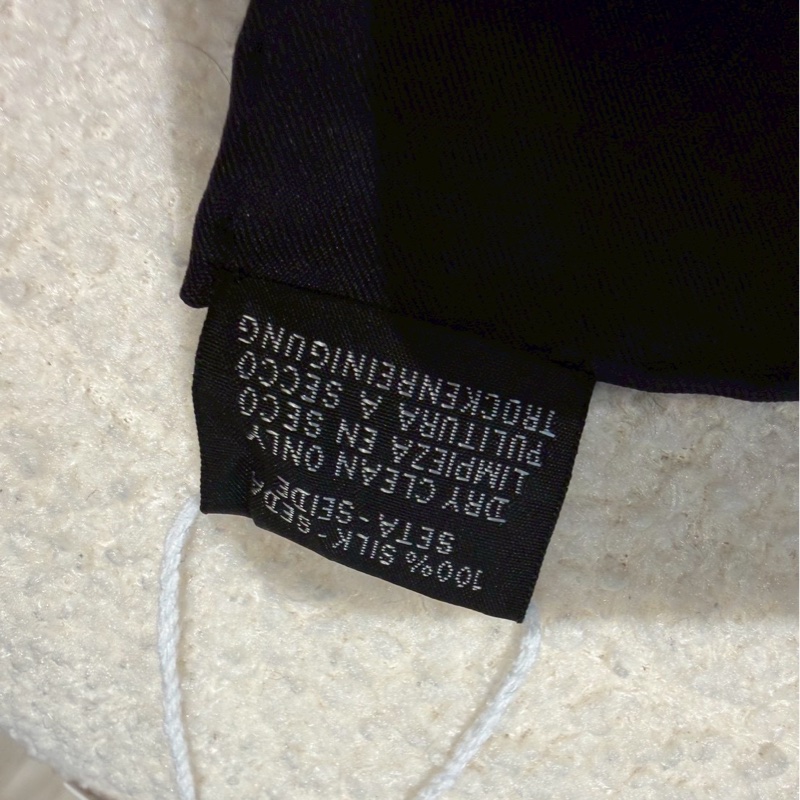 100% SILK - SEDA
SETA - SEIDE
DRY CLEAN ONLY
LIMPIEZA EN SECO
PULITURA A SECCO
TROCKENREINIGUNG